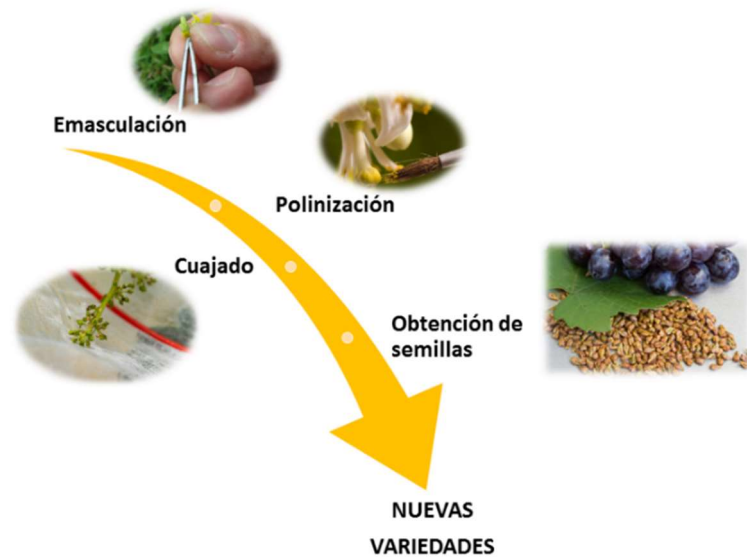 Emasculación
Polinización
Cuajado
Obtención de
semillas
NUEVAS
VARIEDADES